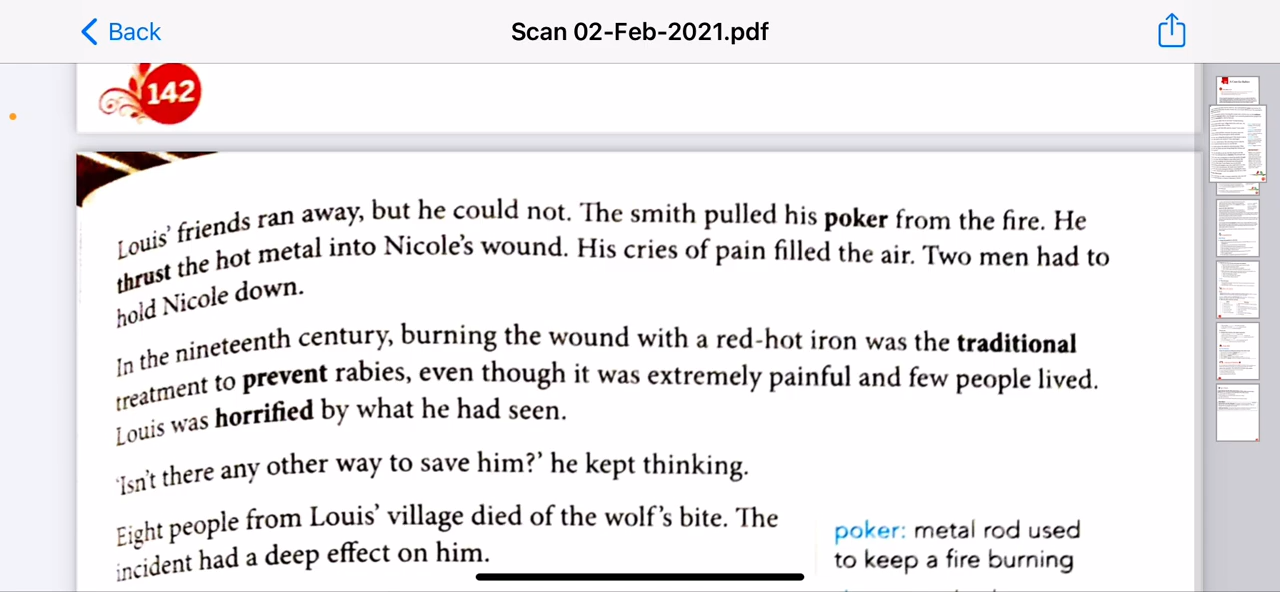 Back
Scan 02-Feb-2021.pdf
142
Louis’ friends ran away, but he could not. The smith pulled his poker from the fire. He
thrust the hot metal into Nicole’s wound. His cries of pain filled the air. Two men had to
hold Nicole down.
In the nineteenth century, burning the wound with a red-hot iron was the traditional
treatment to prevent rabies, even though it was extremely painful and few people lived.
Louis was horrified by what he had seen.
‘Isn’t there any other way to save him?’ he kept thinking.
Eight people from Louis’ village died of the wolf’s bite. The
incident had a deep effect on him.
poker: metal rod used
to keep a fire burning